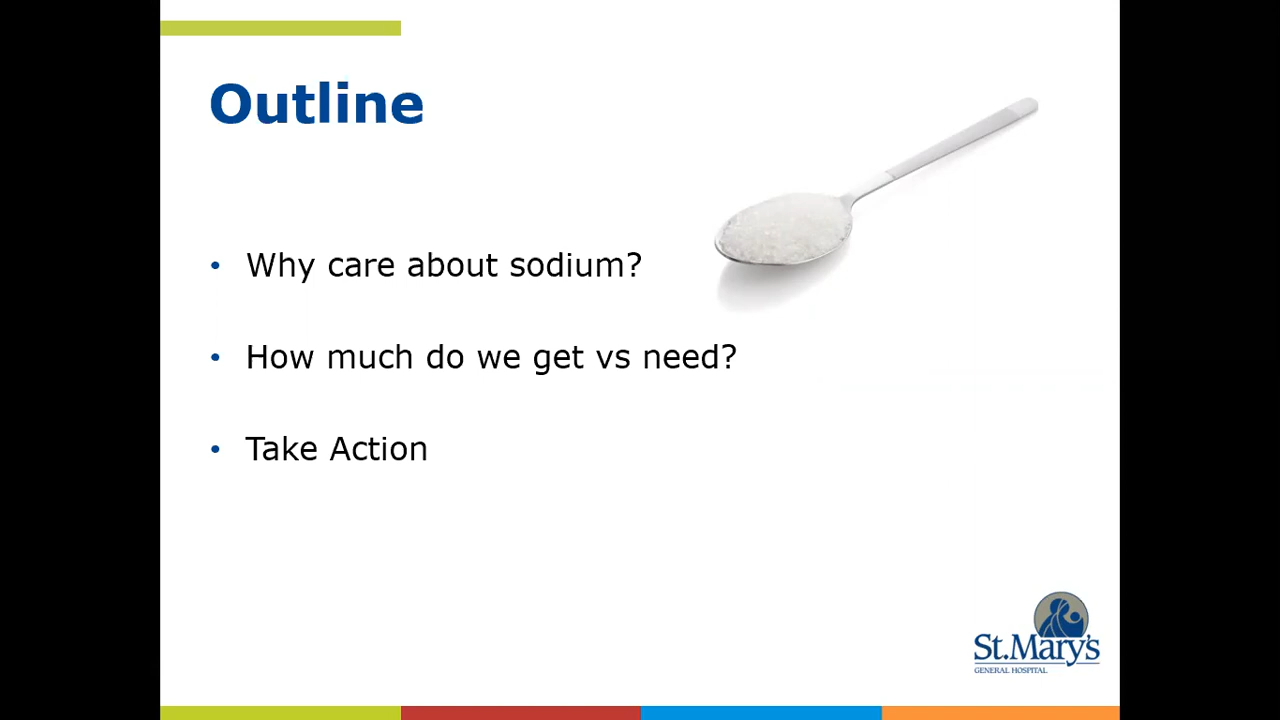 Outline
• Why care about sodium?
• How much do we get vs need?
• Take Action
St.Mary's
GENERAL HOSPITAL